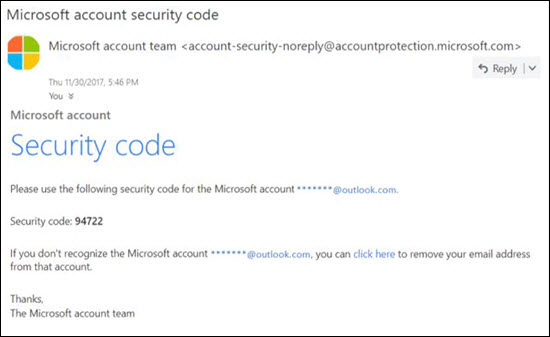 Microsoft account security code
Microsoft account team <account-security-noreply@accountprotection.microsoft.com>
Reply
Thu 11/30/2017, 5:46 PM
You
Microsoft account
Security code
Please use the following security code for the Microsoft account *******@outlook.com.
Security code: 94722
If you don't recognize the Microsoft account *******@outlook.com, you can click here to remove your email address
from that account.
Thanks,
The Microsoft account team